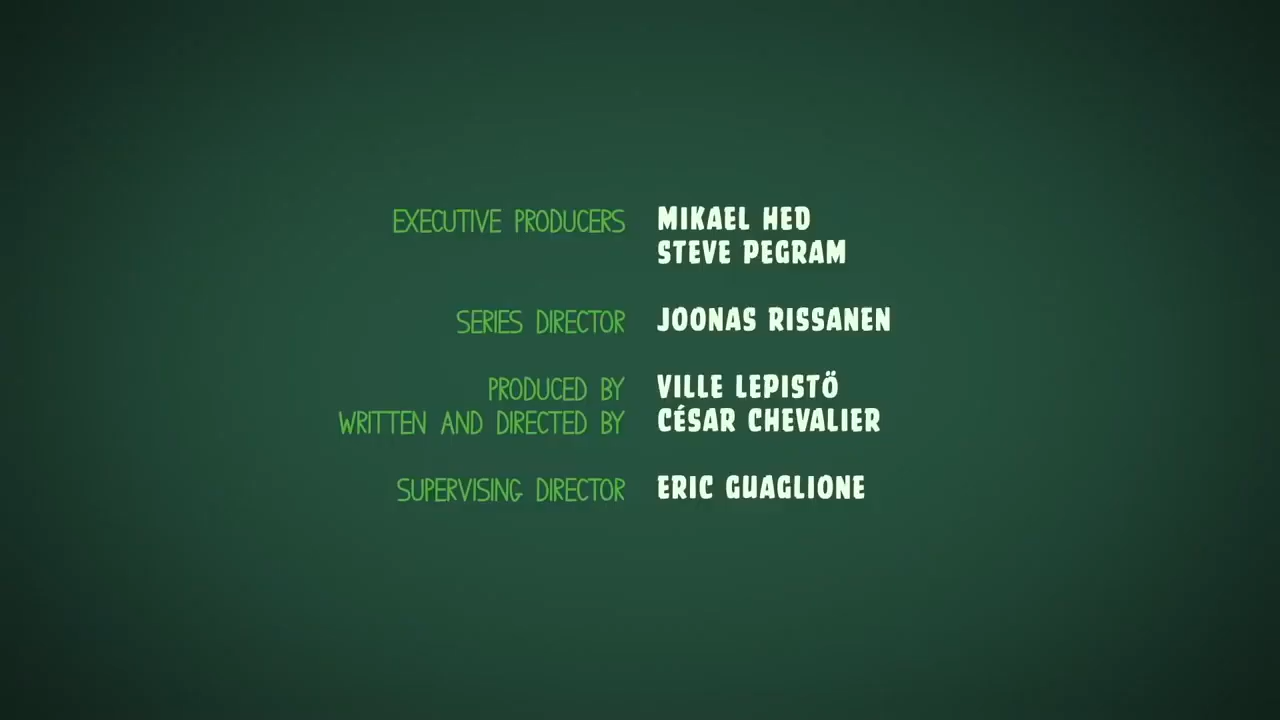 EXECUTIVE PRODUCERS MIKAEL HED
STEVE PEGRAM
SERIES DIRECTOR JOONAS RISSANEN
PRODUCED BY VILLE LEPISTÖ
WRITTEN AND DIRECTED BY CÉSAR CHEVALIER
SUPERVISING DIRECTOR ERIC GUAGLIONE